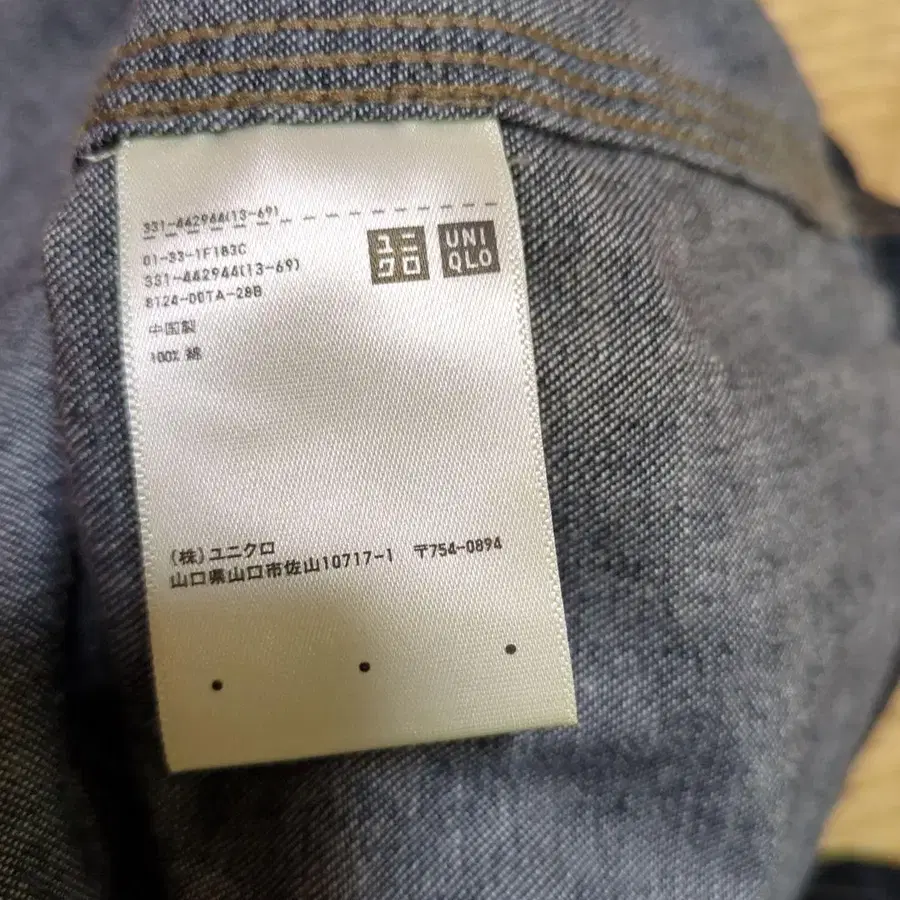 331-442944(13-69)
01-33-1F183C
331-442944(13-69)
8124-00TA-28B
中国製
100% 綿
ユニクロ
UNIQLO
(株)ユニクロ
山口県山口市佐山10717-1 〒754-0894